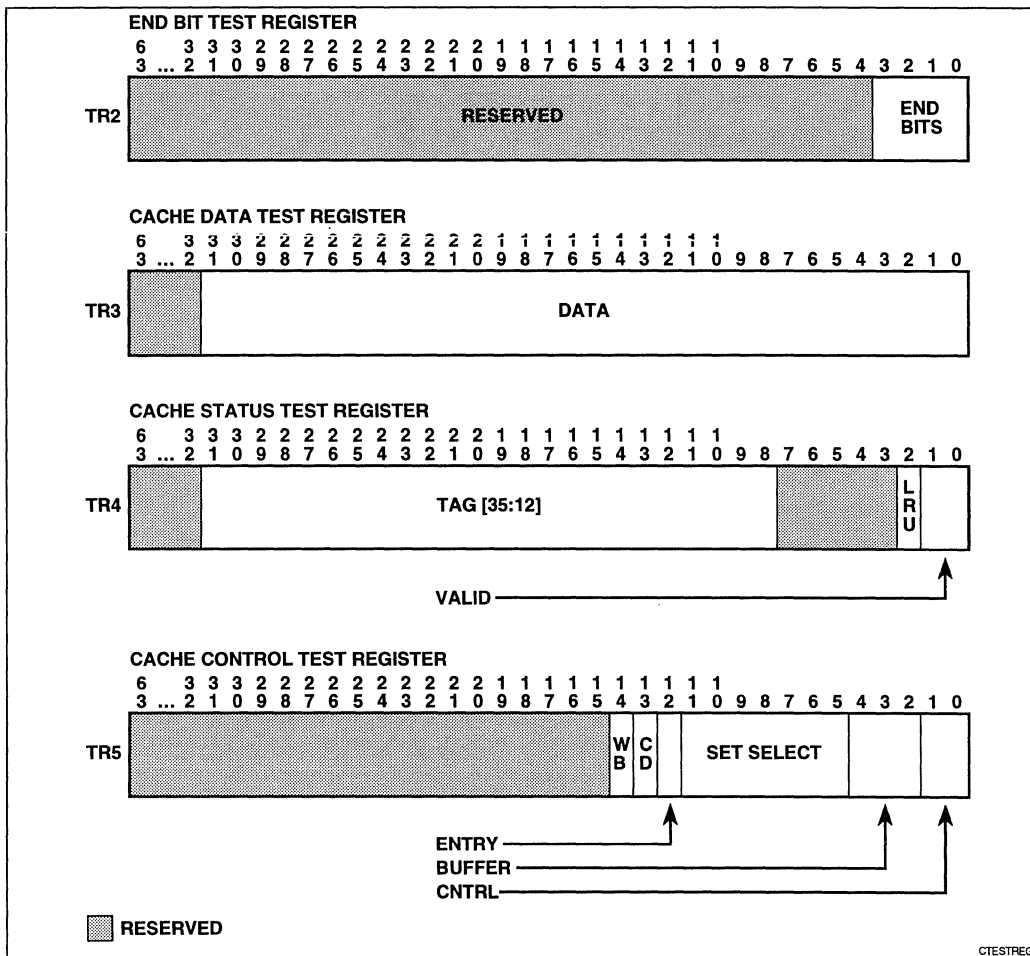 END BIT TEST REGISTER
6 3 3 3 2 2 2 2 2 2 2 2 2 2 1 1 1 1 1 1 1 1 1 1
3 ... 2 1 0 9 8 7 6 5 4 3 2 1 0 9 8 7 6 5 4 3 2 1 0 9 8 7 6 5 4 3 2 1 0
TR2
RESERVED
END
BITS
CACHE DATA TEST REGISTER
6 3 3 3 2 2 2 2 2 2 2 2 2 2 1 1 1 1 1 1 1 1 1 1
3 ... 2 1 0 9 8 7 6 5 4 3 2 1 0 9 8 7 6 5 4 3 2 1 0 9 8 7 6 5 4 3 2 1 0
TR3
DATA
CACHE STATUS TEST REGISTER
6 3 3 3 2 2 2 2 2 2 2 2 2 2 1 1 1 1 1 1 1 1 1 1
3 ... 2 1 0 9 8 7 6 5 4 3 2 1 0 9 8 7 6 5 4 3 2 1 0 9 8 7 6 5 4 3 2 1 0
TR4
TAG [35:12]
L
R
U
VALID
CACHE CONTROL TEST REGISTER
6 3 3 3 2 2 2 2 2 2 2 2 2 2 1 1 1 1 1 1 1 1 1 1
3 ... 2 1 0 9 8 7 6 5 4 3 2 1 0 9 8 7 6 5 4 3 2 1 0 9 8 7 6 5 4 3 2 1 0
TR5
W
B
C
D
SET SELECT
ENTRY
BUFFER
CNTRL
RESERVED
CTESTREG